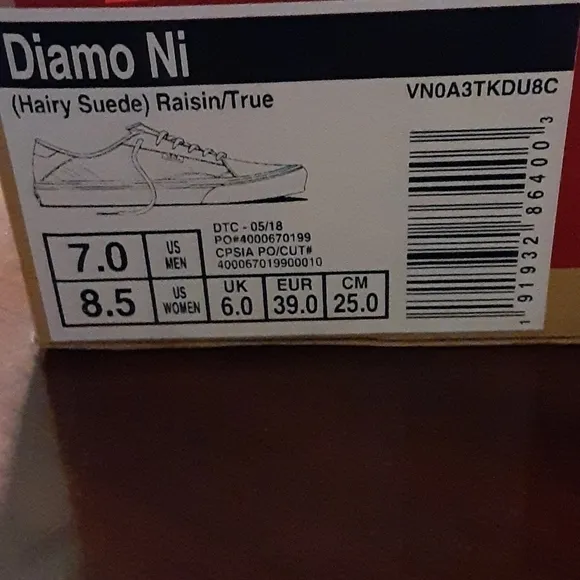 Diamo Ni
(Hairy Suede) Raisin/True
VN0A3TKDU8C
DTC - 05/18
PO#4000670199
CPSIA PO/CUT#
400067019900010
7.0 US MEN
8.5 US WOMEN
UK 6.0
EUR 39.0
CM 25.0
1 91932 86400 3